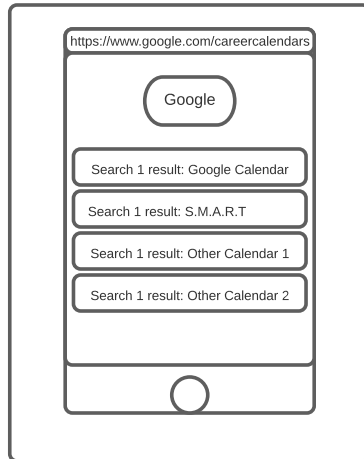 https://www.google.com/careercalendars
Google
Search 1 result: Google Calendar
Search 1 result: S.M.A.R.T
Search 1 result: Other Calendar 1
Search 1 result: Other Calendar 2